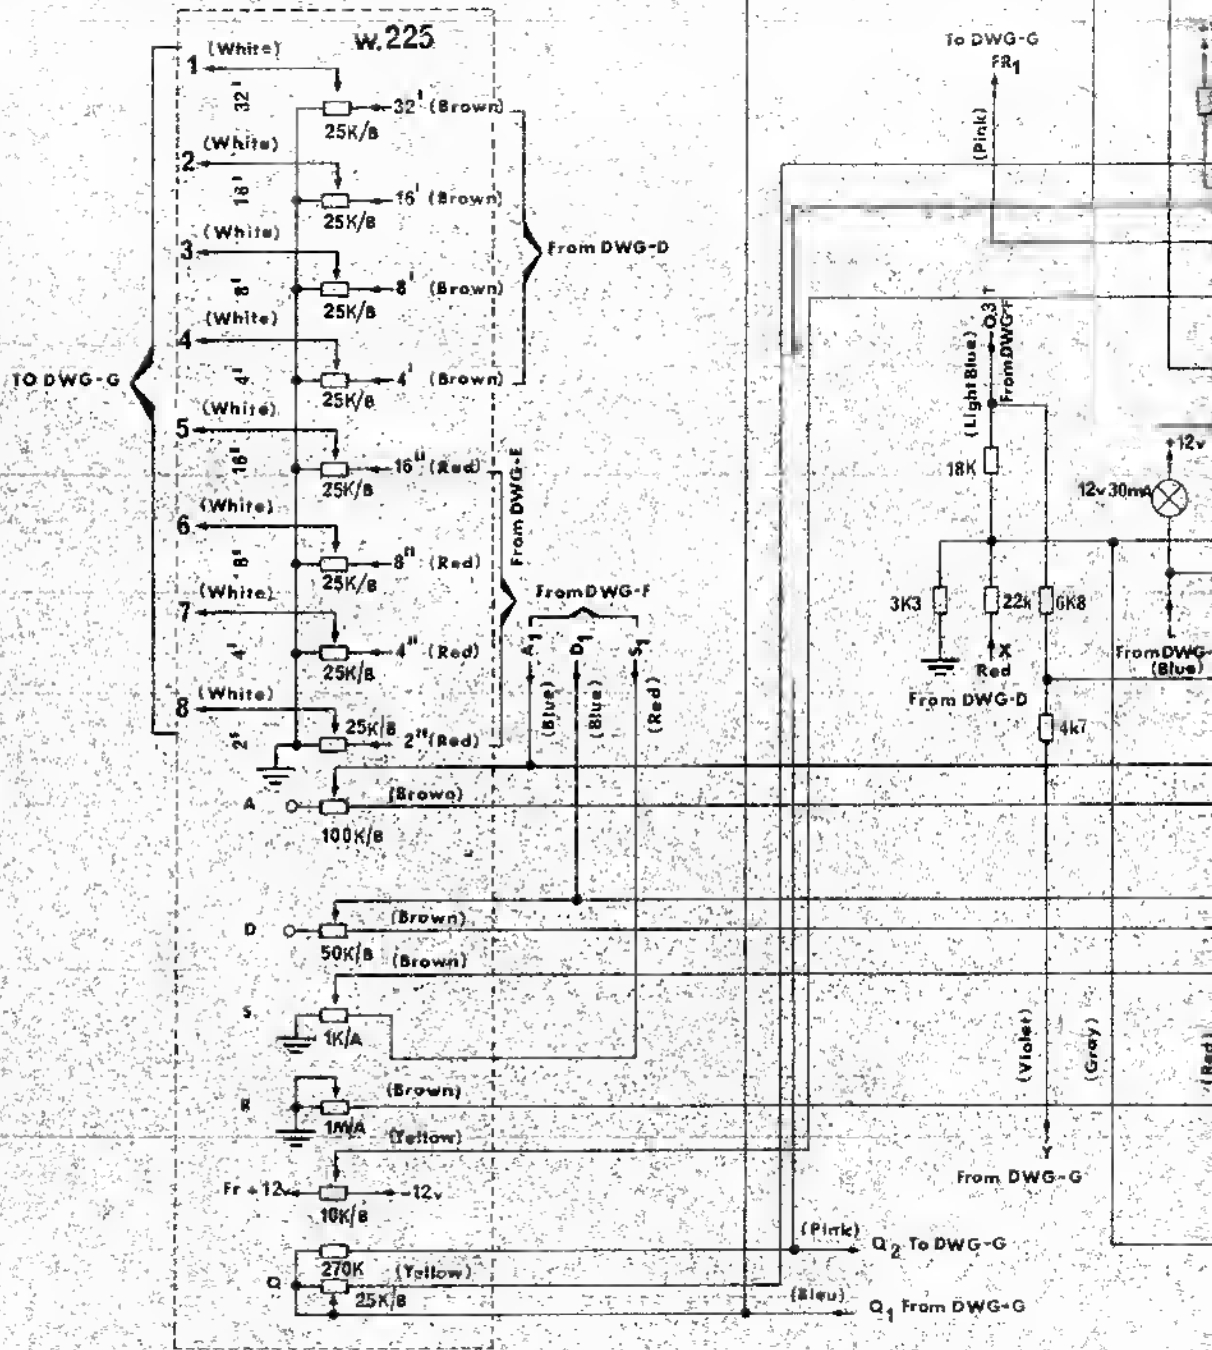 W.225
1 (White)
32'
32' (Brown)
25K/B
2 (White)
16'
16' (Brown)
25K/B
3 (White)
8'
8' (Brown)
25K/B
4 (White)
4'
4' (Brown)
25K/B
From DWG-D
TO DWG-G
5 (White)
16"
16" (Red)
25K/B
6 (White)
8"
8" (Red)
25K/B
7 (White)
4"
4" (Red)
25K/B
8 (White)
25K/B
2"
2" (Red)
From DWG-E
From DWG-F
A1 D1 S1
(Blue) (Blue) (Red)
A (Browo)
100K/B
D (Brown)
50K/B (Brown)
S
1K/A
R (Brown)
1M/A
(Yellow)
Fr +12v -12v
10K/B
270K
Q (Yellow)
25K/B
(Pink)
Q2 To DWG-G
(Bleu)
Q1 From DWG-G
To DWG-G
FR1
(Pink)
(Light Blue)
From DWG-F
18K
+12v
12v 30mA
3K3 22k 6K8
X
Red
From DWG-D
From DWG-
(Blue)
4k7
(Violet)
(Gray)
(Red)
Y
From DWG-G